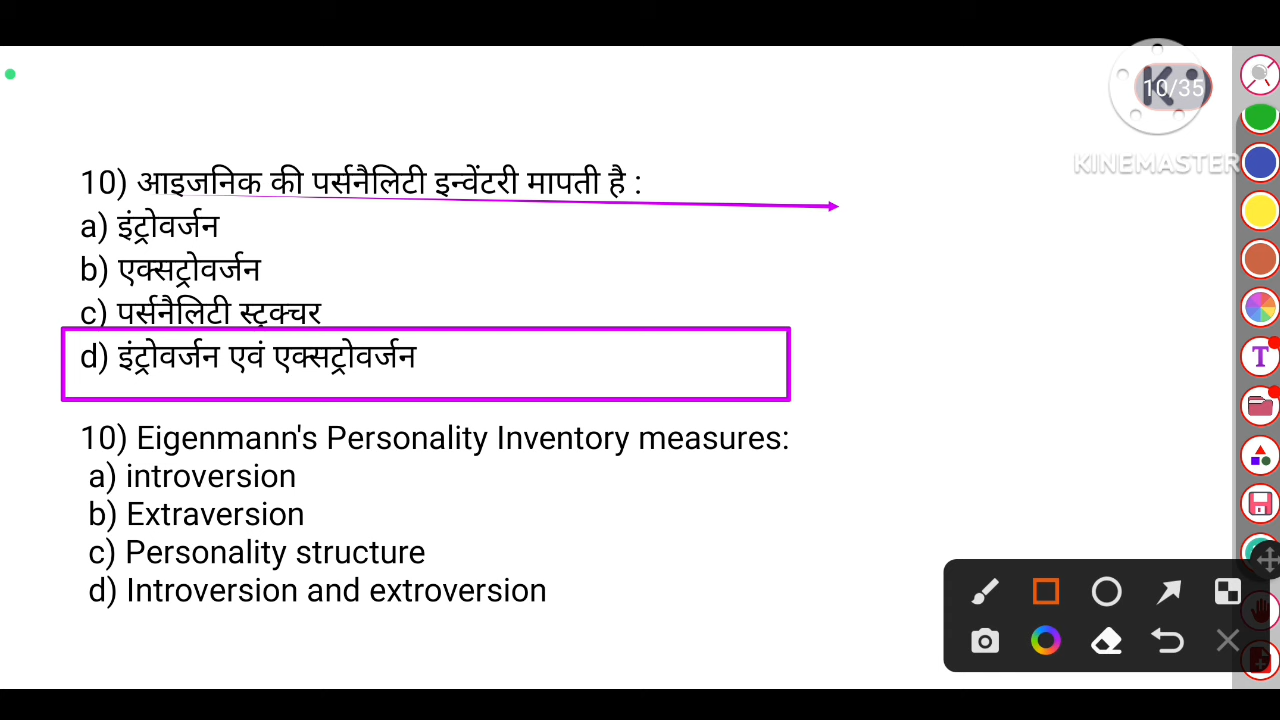 10/35
KINEMASTER
10) आइजनिक की पर्सनैलिटी इन्वेंटरी मापती है :
a) इंट्रोवर्जन
b) एक्सट्रोवर्जन
c) पर्सनैलिटी स्ट्रक्चर
d) इंट्रोवर्जन एवं एक्सट्रोवर्जन
10) Eigenmann's Personality Inventory measures:
a) introversion
b) Extraversion
c) Personality structure
d) Introversion and extroversion
T